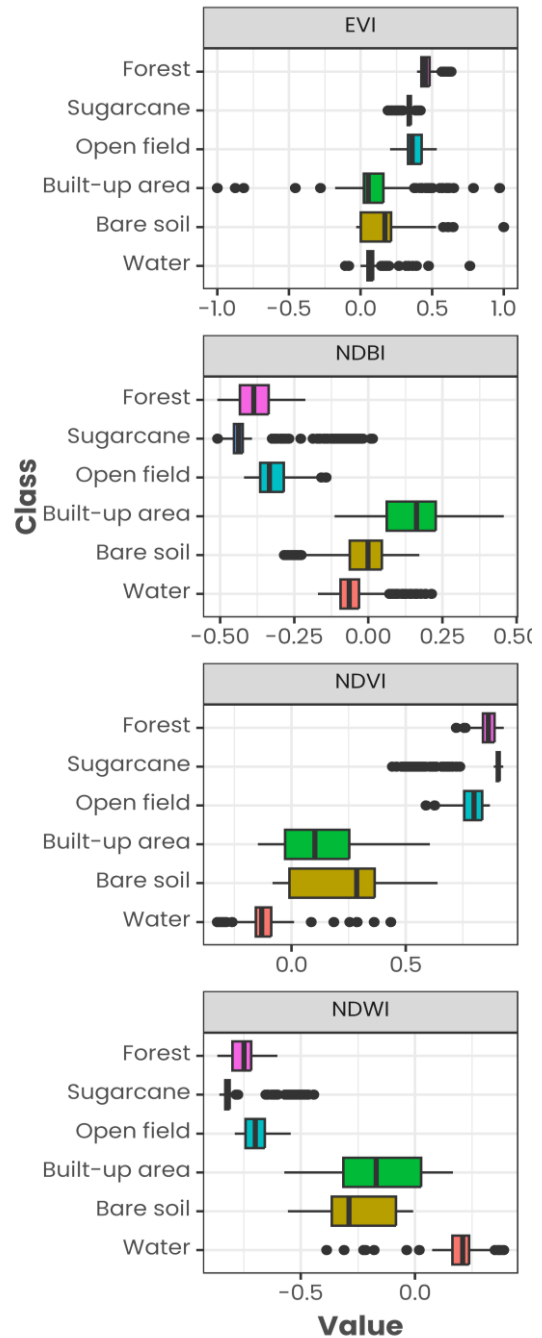 EVI
Forest
Sugarcane
Open field
Built-up area
Bare soil
Water
-1.0 -0.5 0.0 0.5 1.0
NDBI
Forest
Sugarcane
Open field
Built-up area
Bare soil
Water
-0.50 -0.25 0.00 0.25 0.50
Class
NDVI
Forest
Sugarcane
Open field
Built-up area
Bare soil
Water
0.0 0.5
NDWI
Forest
Sugarcane
Open field
Built-up area
Bare soil
Water
-0.5 0.0
Value